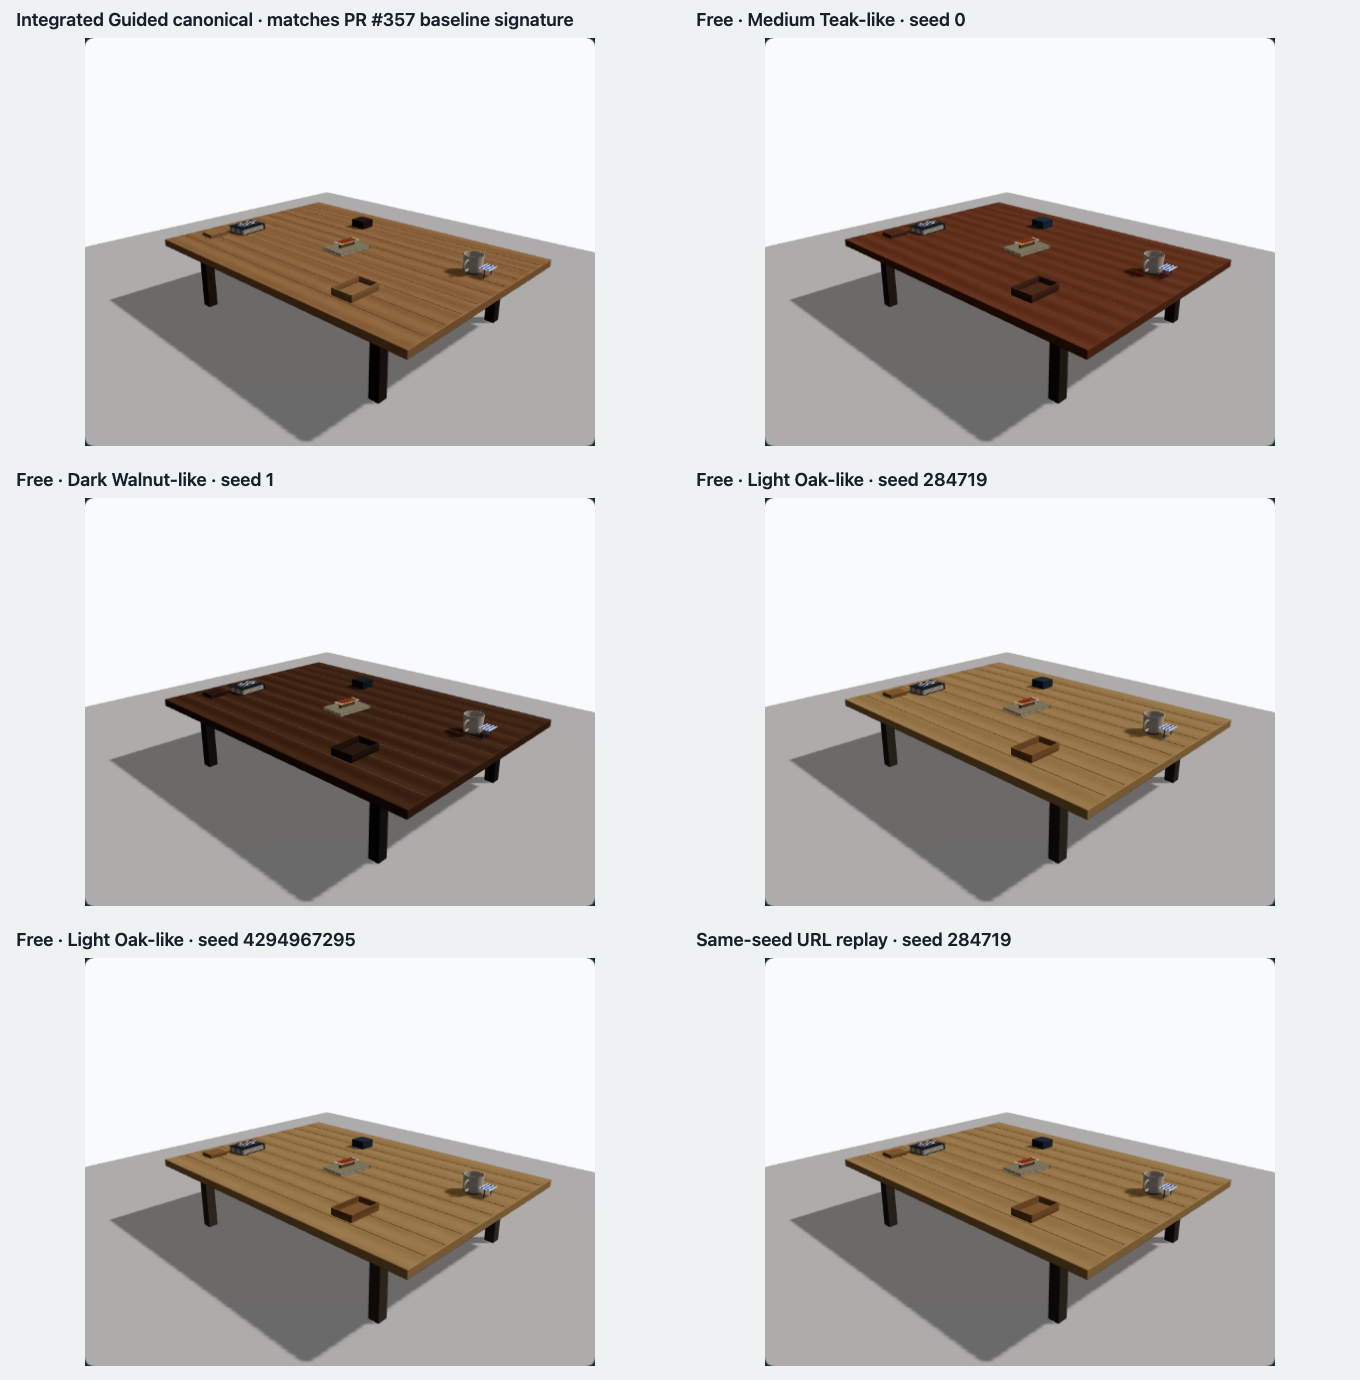 Integrated Guided canonical · matches PR #357 baseline signature
Free · Medium Teak-like · seed 0
Free · Dark Walnut-like · seed 1
Free · Light Oak-like · seed 284719
Free · Light Oak-like · seed 4294967295
Same-seed URL replay · seed 284719